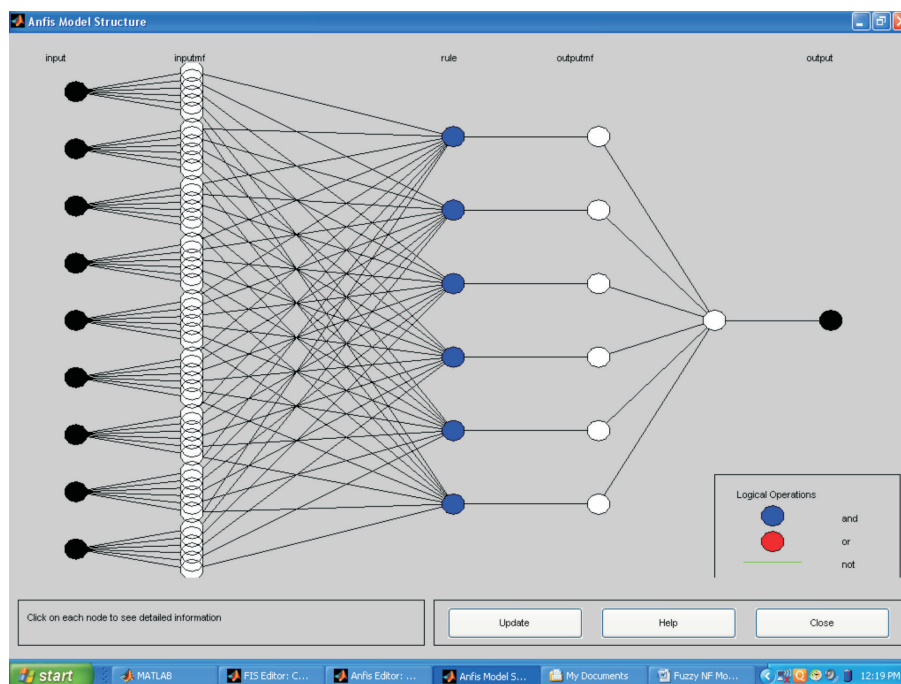 Anfis Model Structure
input inputmf rule outputmf output
Logical Operations
and
or
not
Click on each node to see detailed information
Update Help Close
start MATLAB FIS Editor: C... Anfis Editor: ... Anfis Model S... My Documents Fuzzy NF Mo... 12:19 PM